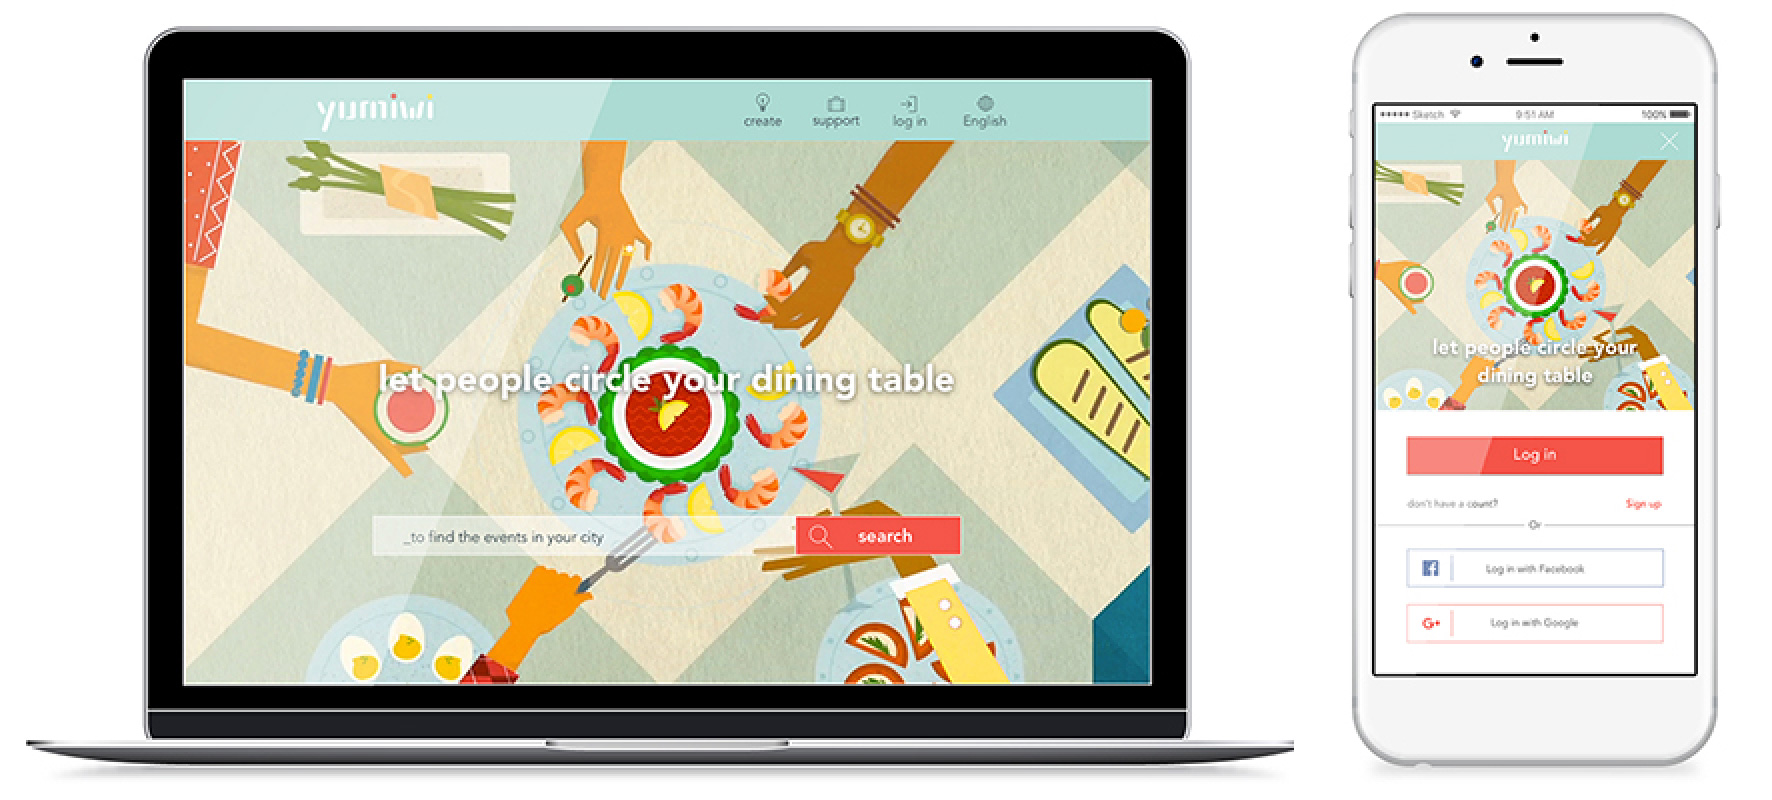 yumiwi
create
support
log in
English
let people circle your dining table
_to find the events in your city
search
Sketch
9:51 AM
100%
yumiwi
let people circle your
dining table
Log in
don't have a count?
Sign up
Or
Log in with Facebook
G+
Log in with Google